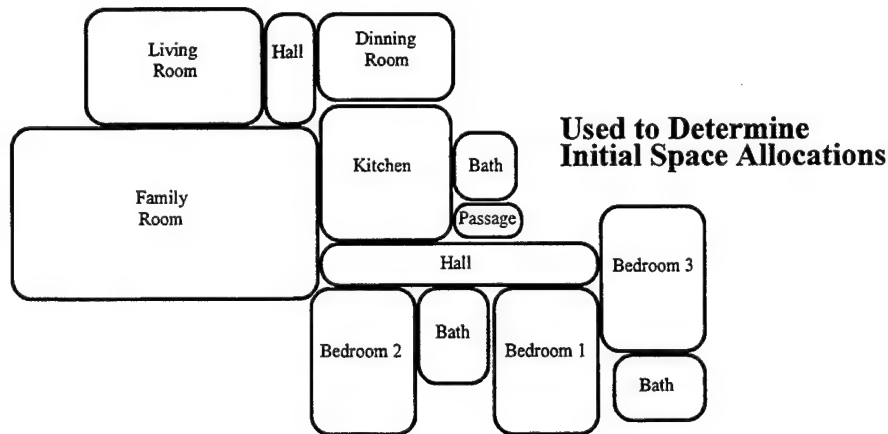 Living
Room
Hall
Dinning
Room
Used to Determine
Initial Space Allocations
Kitchen
Bath
Family
Room
Passage
Hall
Bedroom 3
Bedroom 2
Bath
Bedroom 1
Bath